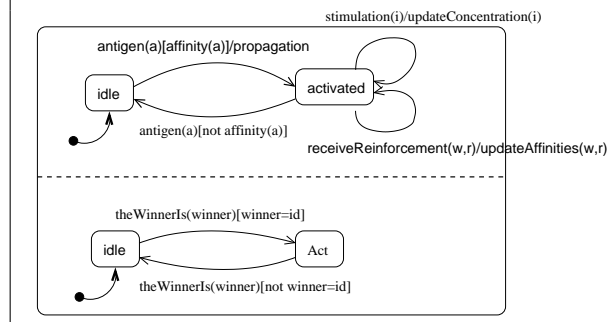 stimulation(i)/updateConcentration(i)
antigen(a)[affinity(a)]/propagation
idle
activated
antigen(a)[not affinity(a)]
receiveReinforcement(w,r)/updateAffinities(w,r)
theWinnerIs(winner)[winner=id]
idle
Act
theWinnerIs(winner)[not winner=id]